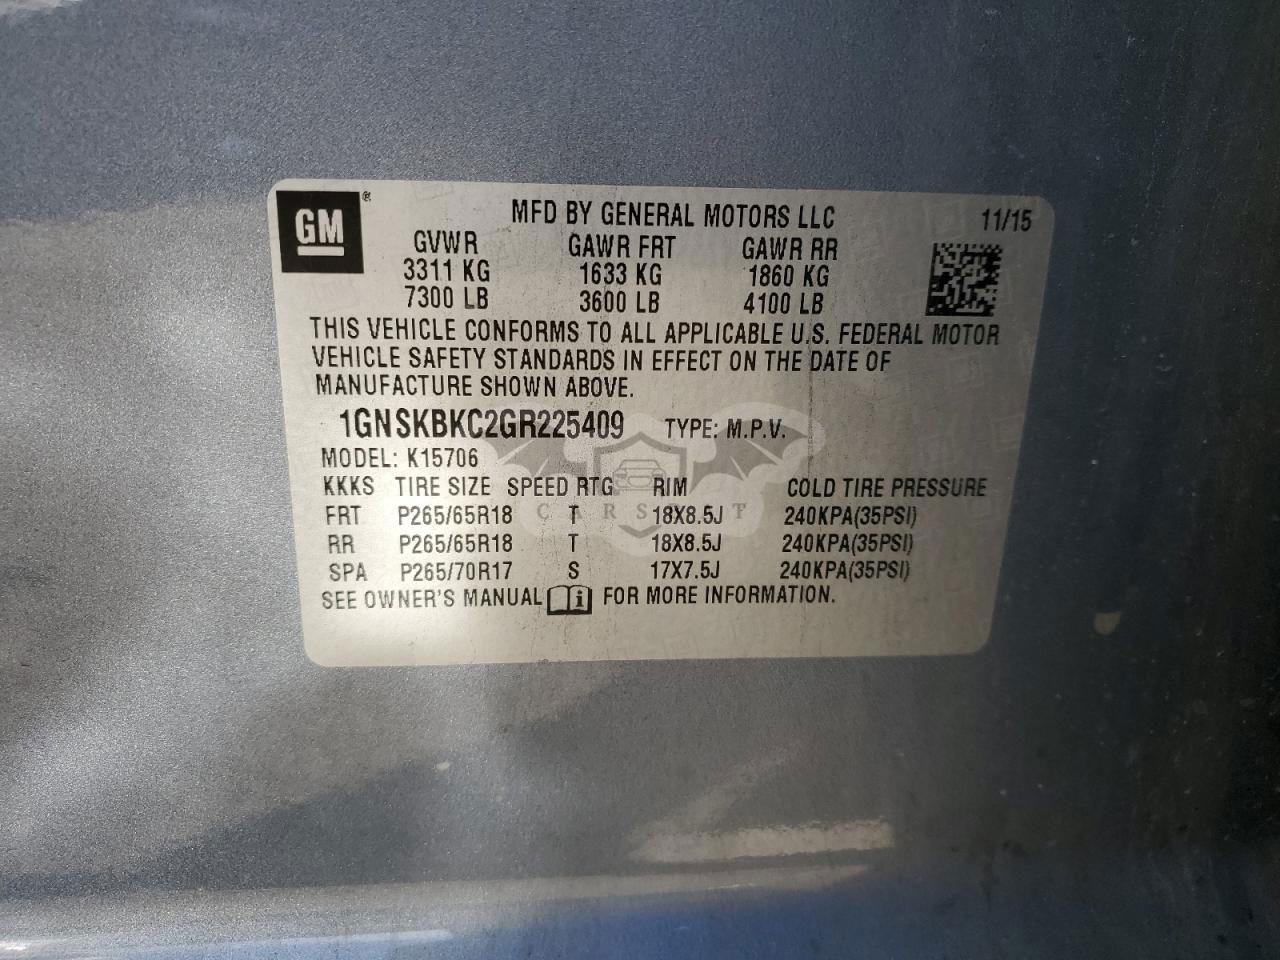 GM ®
MFD BY GENERAL MOTORS LLC 11/15
GVWR GAWR FRT GAWR RR
3311 KG 1633 KG 1860 KG
7300 LB 3600 LB 4100 LB
THIS VEHICLE CONFORMS TO ALL APPLICABLE U.S. FEDERAL MOTOR
VEHICLE SAFETY STANDARDS IN EFFECT ON THE DATE OF
MANUFACTURE SHOWN ABOVE.
1GNSKBKC2GR225409 TYPE: M.P.V.
MODEL: K15706
KKKS TIRE SIZE SPEED RTG RIM COLD TIRE PRESSURE
FRT P265/65R18 T 18X8.5J 240KPA(35PSI)
RR P265/65R18 T 18X8.5J 240KPA(35PSI)
SPA P265/70R17 S 17X7.5J 240KPA(35PSI)
SEE OWNER'S MANUAL i FOR MORE INFORMATION.